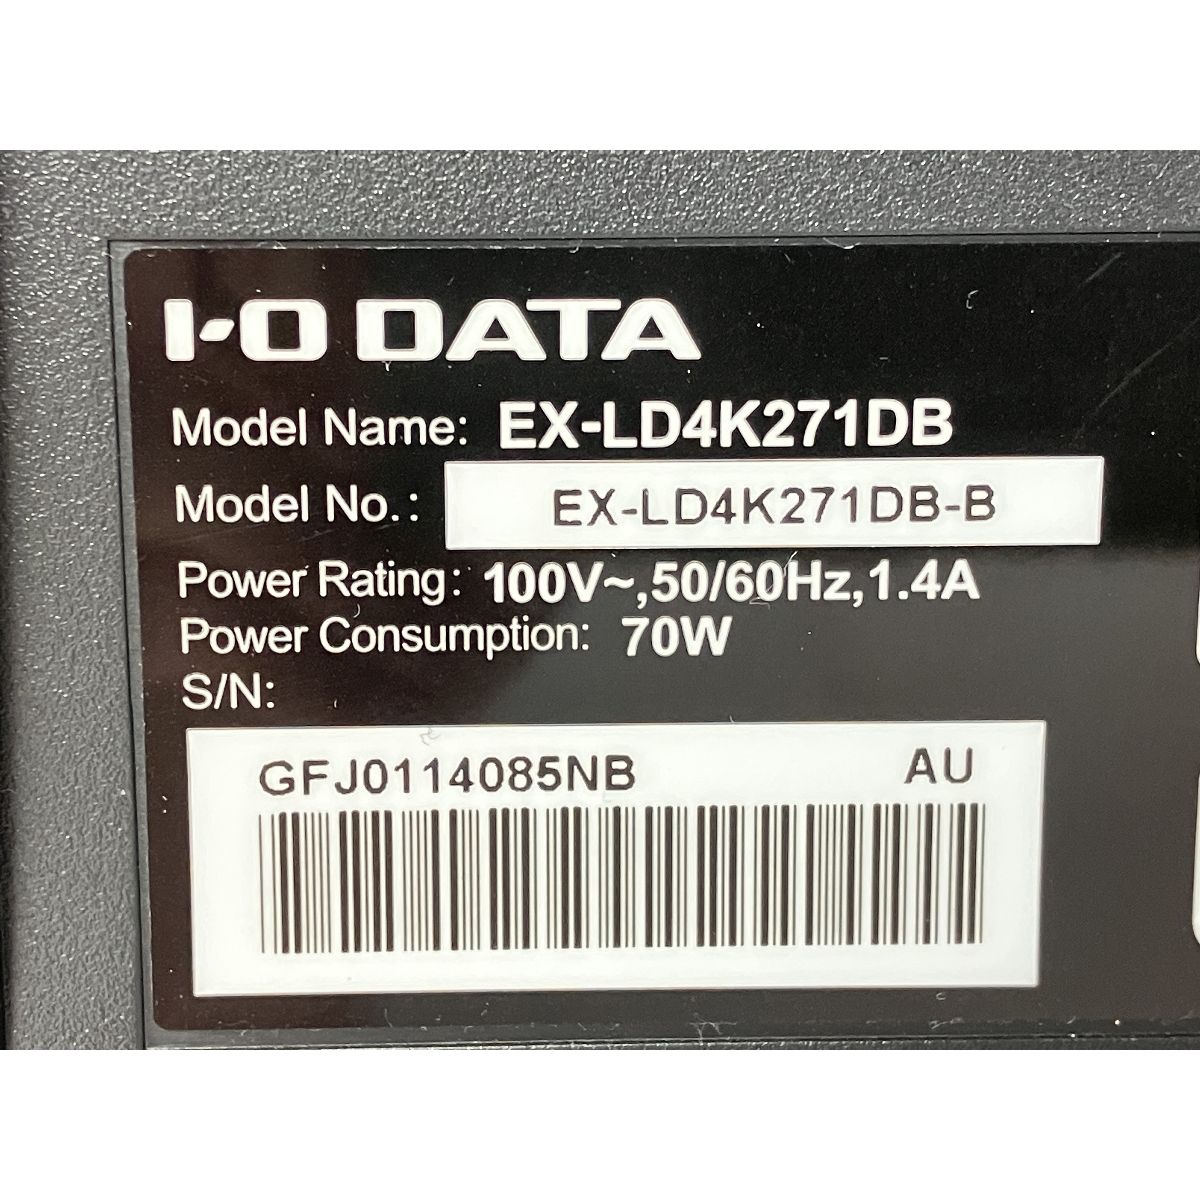 I-O DATA
Model Name: EX-LD4K271DB
Model No.: EX-LD4K271DB-B
Power Rating: 100V~,50/60Hz,1.4A
Power Consumption: 70W
S/N:
GFJ0114085NB AU